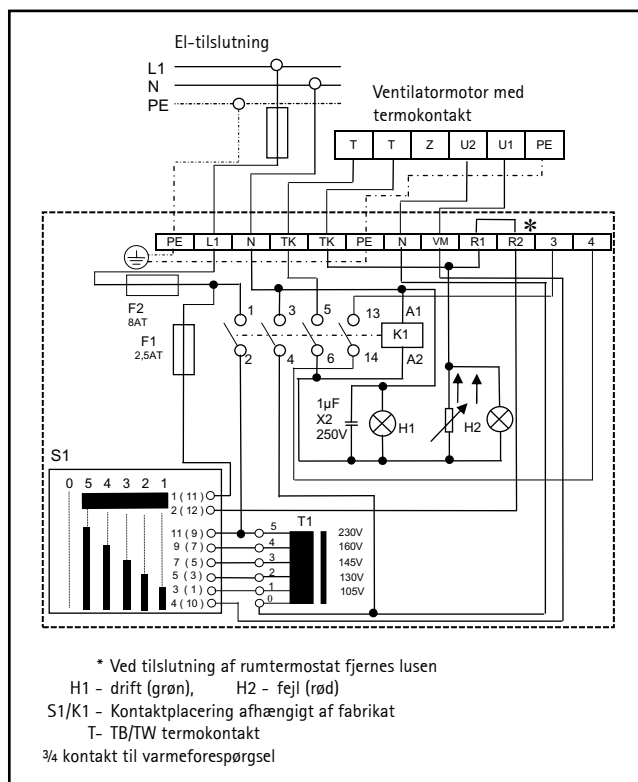 El-tilslutning
L1
N
PE
Ventilatormotor med
termokontakt
T T Z U2 U1 PE
*
PE L1 N TK TK PE N VM R1 R2 3 4
F2
8AT
F1
2,5AT
1 3 5 13
2 4 6 14
A1
K1
A2
1µF
X2
250V
H1
H2
S1
0 5 4 3 2 1
1 (11)
2 (12)
11 (9)
9 (7)
7 (5)
5 (3)
3 (1)
4 (10)
T1
5 230V
4 160V
3 145V
2 130V
1 105V
0
* Ved tilslutning af rumtermostat fjernes lusen
H1 - drift (grøn), H2 - fejl (rød)
S1/K1 - Kontaktplacering afhængigt af fabrikat
T- TB/TW termokontakt
¾ kontakt til varmeforespørgsel